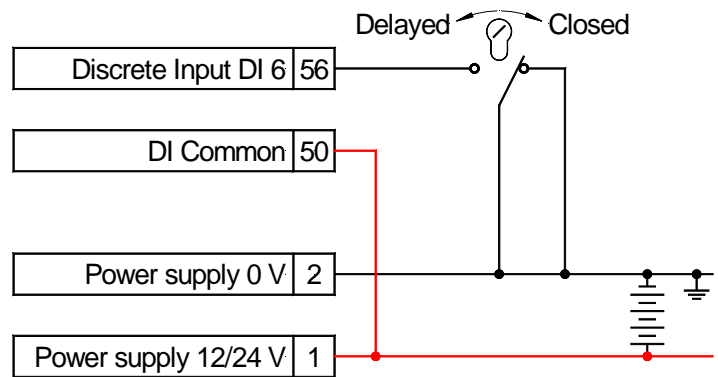 Delayed Closed
Discrete Input DI 6 56
DI Common 50
Power supply 0 V 2
Power supply 12/24 V 1